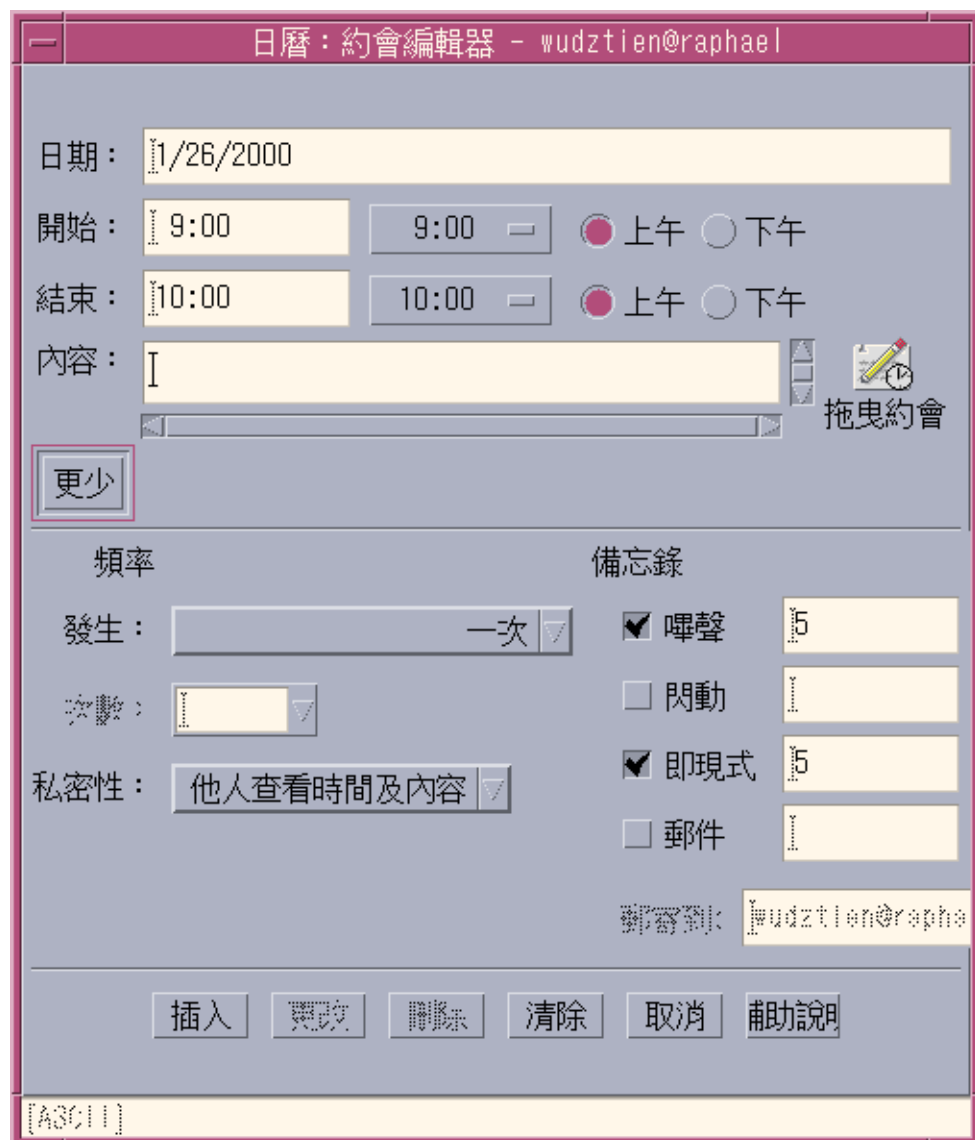 日曆：約會編輯器 - wudztien@raphael
日期： 1/26/2000
開始： 9:00 9:00 上午 下午
結束： 10:00 10:00 上午 下午
內容：
拖曳約會
更少
頻率 備忘錄
發生： 一次 嗶聲 5
次數： 閃動
私密性： 他人查看時間及內容 即現式 5
郵件
郵寄到: wudztien@rapha
插入 更改 刪除 清除 取消 輔助說明
[ASCII]